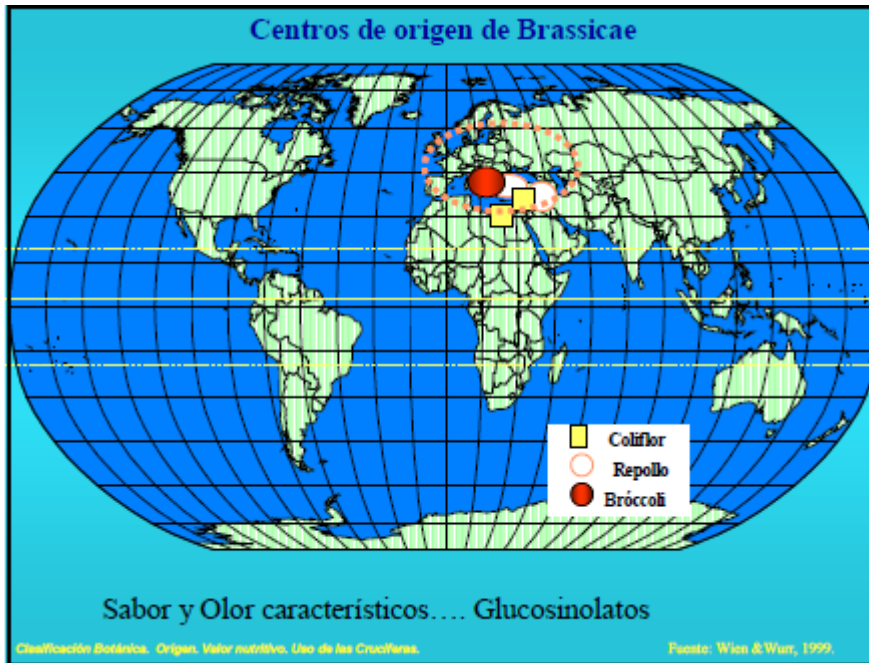 Centros de origen de Brassicae
Coliflor
Repollo
Bróccoli
Sabor y Olor característicos.... Glucosinolatos
Clasificación Botánica. Origen. Valor nutritivo. Uso de las Crucíferas.
Fuente: Wien & Wurr, 1999.